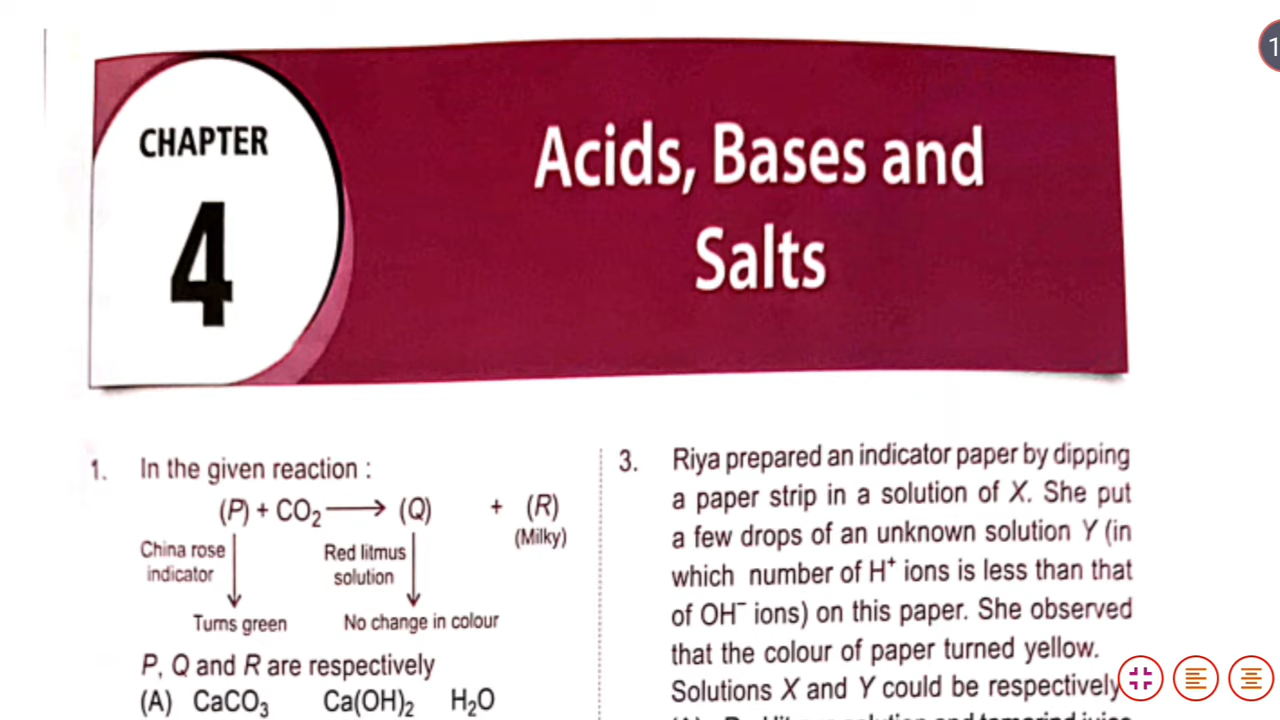 CHAPTER
4
Acids, Bases and
Salts
1
1. In the given reaction :
(P) + CO₂ ⟶ (Q) + (R)
(Milky)
China rose
indicator
Red litmus
solution
Turns green
No change in colour
P, Q and R are respectively
(A) CaCO₃ Ca(OH)₂ H₂O
3. Riya prepared an indicator paper by dipping
a paper strip in a solution of X. She put
a few drops of an unknown solution Y (in
which number of H⁺ ions is less than that
of OH⁻ ions) on this paper. She observed
that the colour of paper turned yellow.
Solutions X and Y could be respectively